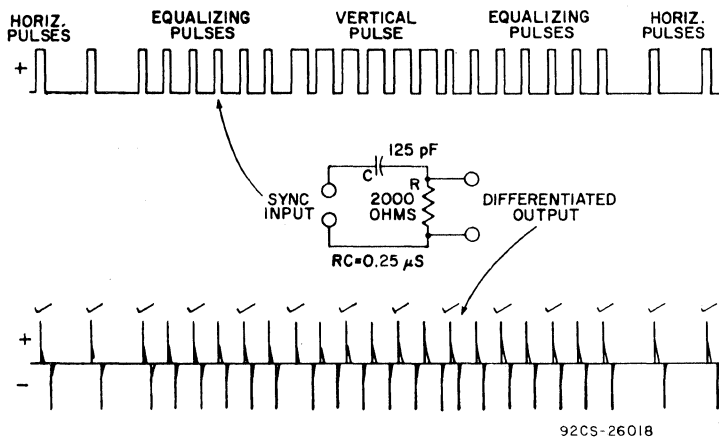 HORIZ. PULSES
EQUALIZING PULSES
VERTICAL PULSE
EQUALIZING PULSES
HORIZ. PULSES
+
125 pF
C
R
2000 OHMS
SYNC INPUT
DIFFERENTIATED OUTPUT
RC=0.25 µS
+
−
92CS-26018